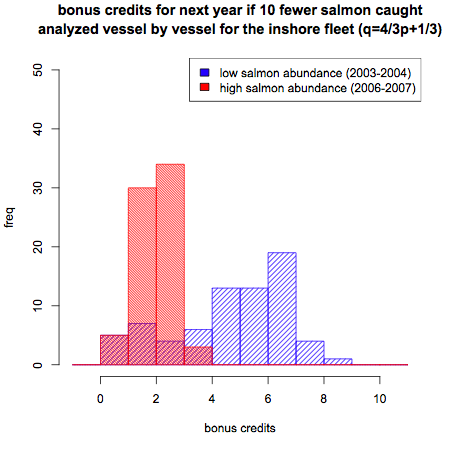 bonus credits for next year if 10 fewer salmon caught
analyzed vessel by vessel for the inshore fleet (q=4/3p+1/3)
low salmon abundance (2003-2004)
high salmon abundance (2006-2007)
50
40
30
20
10
0
freq
0 2 4 6 8 10
bonus credits